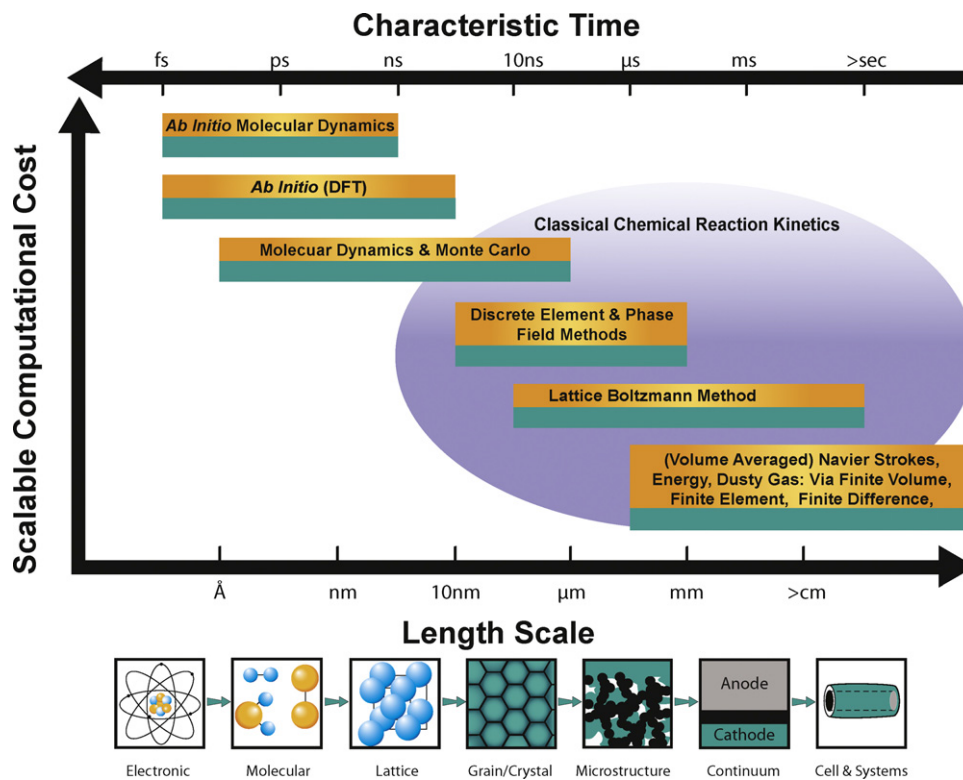 Characteristic Time
fs ps ns 10ns µs ms >sec
Scalable Computational Cost
Ab Initio Molecular Dynamics
Ab Initio (DFT)
Classical Chemical Reaction Kinetics
Molecuar Dynamics & Monte Carlo
Discrete Element & Phase
Field Methods
Lattice Boltzmann Method
(Volume Averaged) Navier Strokes,
Energy, Dusty Gas: Via Finite Volume,
Finite Element, Finite Difference,
Å nm 10nm µm mm >cm
Length Scale
Anode
Cathode
Electronic Molecular Lattice Grain/Crystal Microstructure Continuum Cell & Systems